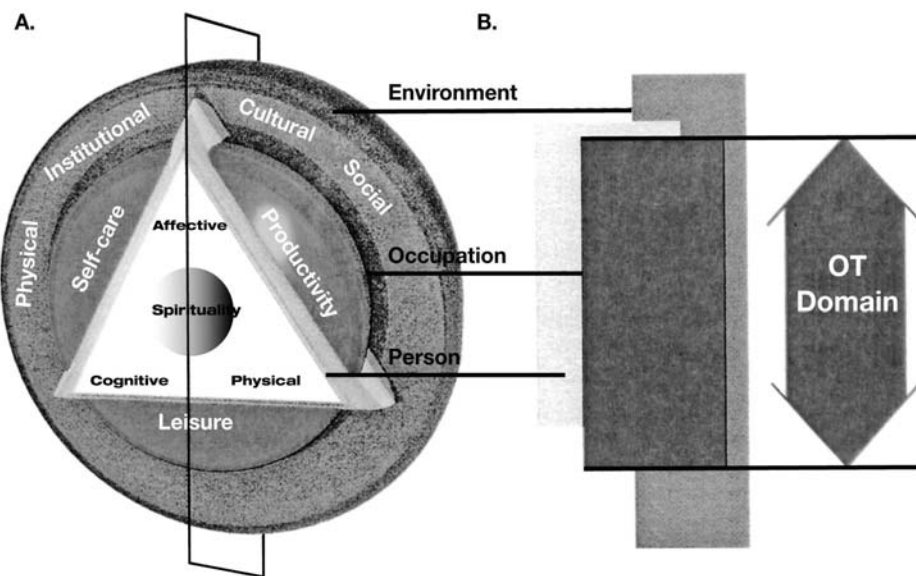 A.
B.
Environment
Institutional
Cultural
Social
Physical
Self-care
Affective
Productivity
Occupation
OT
Domain
Spirituality
Person
Cognitive
Physical
Leisure